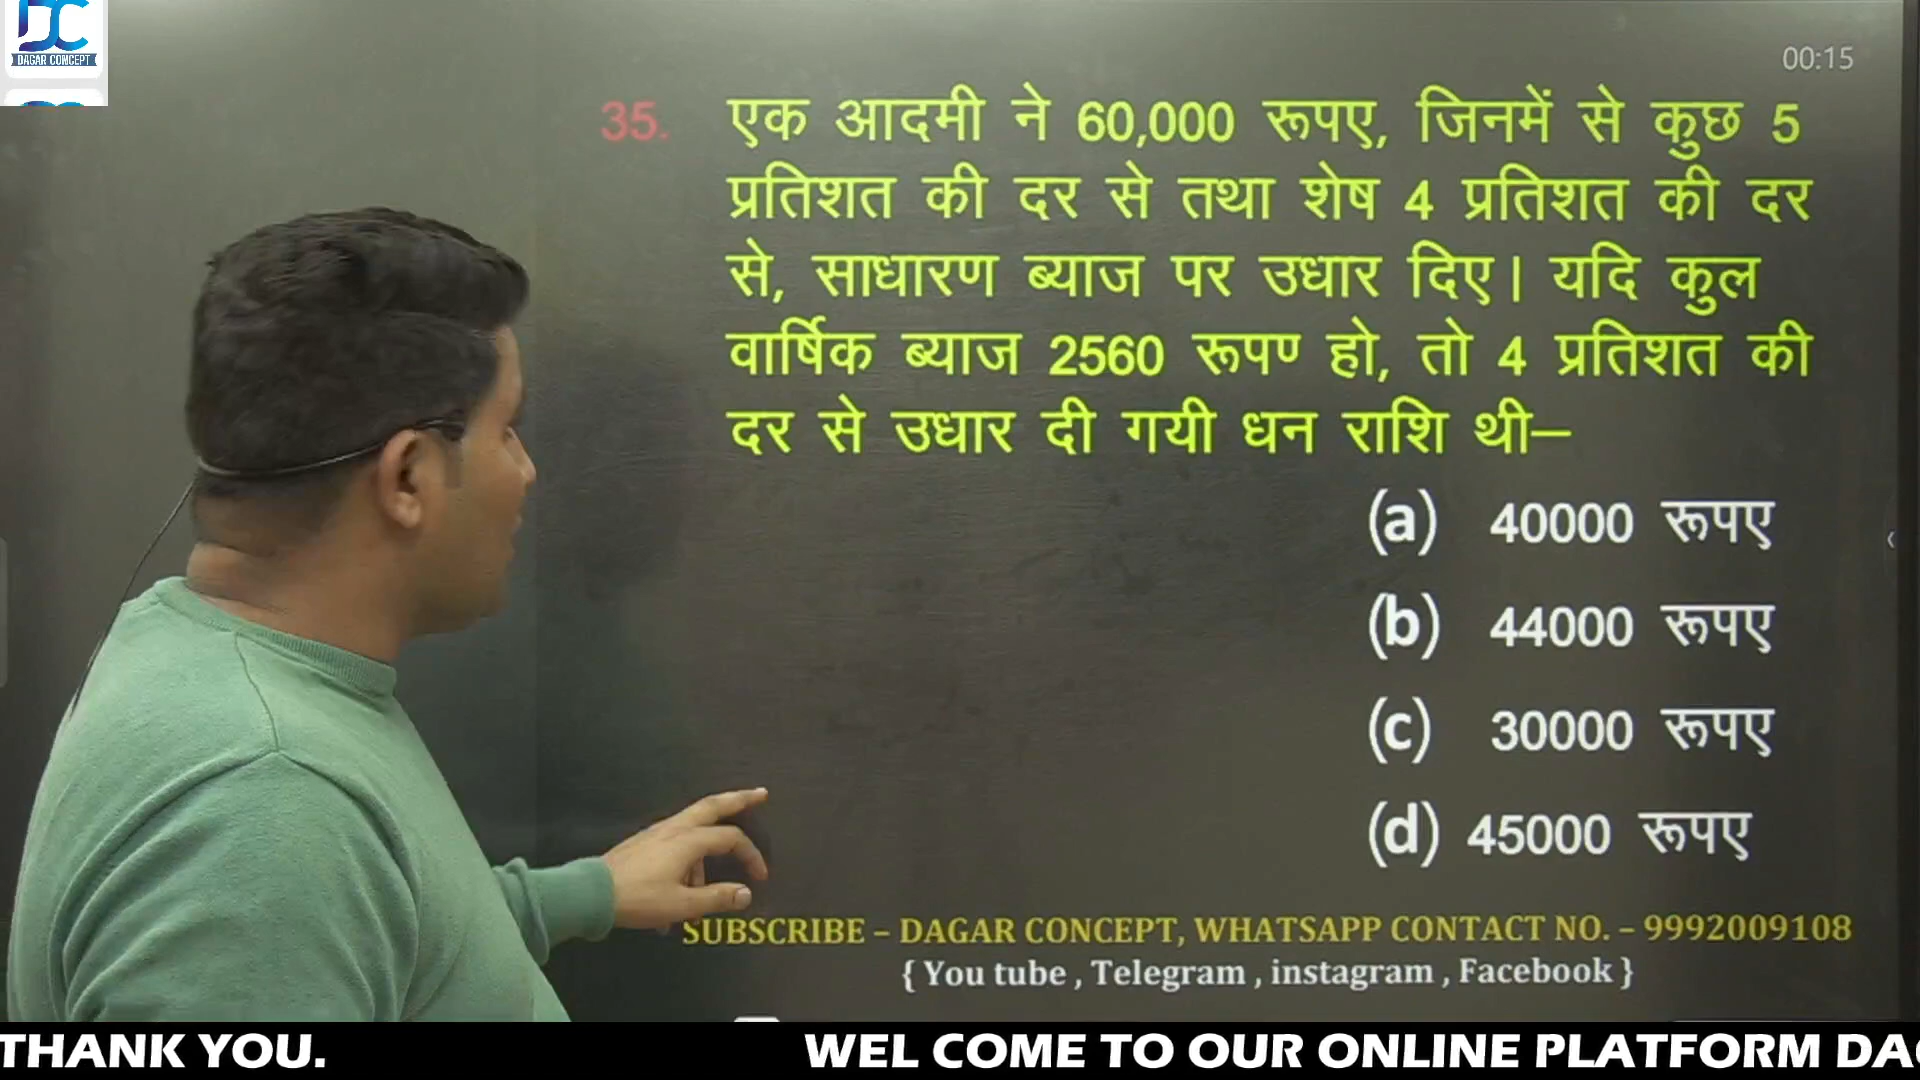 DC
DAGAR CONCEPT
00:15
35. एक आदमी ने 60,000 रूपए, जिनमें से कुछ 5
प्रतिशत की दर से तथा शेष 4 प्रतिशत की दर
से, साधारण ब्याज पर उधार दिए। यदि कुल
वार्षिक ब्याज 2560 रूपण हो, तो 4 प्रतिशत की
दर से उधार दी गयी धन राशि थी–
(a) 40000 रूपए
(b) 44000 रूपए
(c) 30000 रूपए
(d) 45000 रूपए
SUBSCRIBE – DAGAR CONCEPT, WHATSAPP CONTACT NO. – 9992009108
{ You tube , Telegram , instagram , Facebook }
THANK YOU. WEL COME TO OUR ONLINE PLATFORM